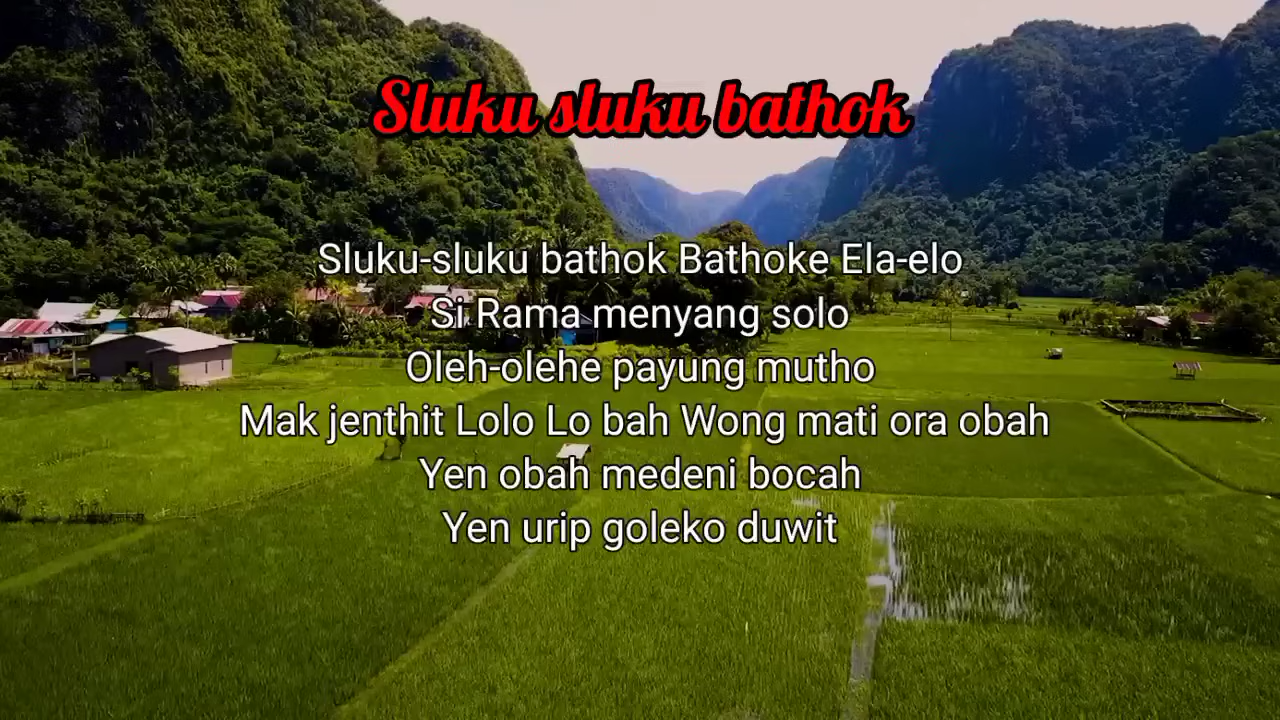 Sluku sluku bathok
Sluku-sluku bathok Bathoke Ela-elo
Si Rama menyang solo
Oleh-olehe payung mutho
Mak jenthit Lolo Lo bah Wong mati ora obah
Yen obah medeni bocah
Yen urip goleko duwit